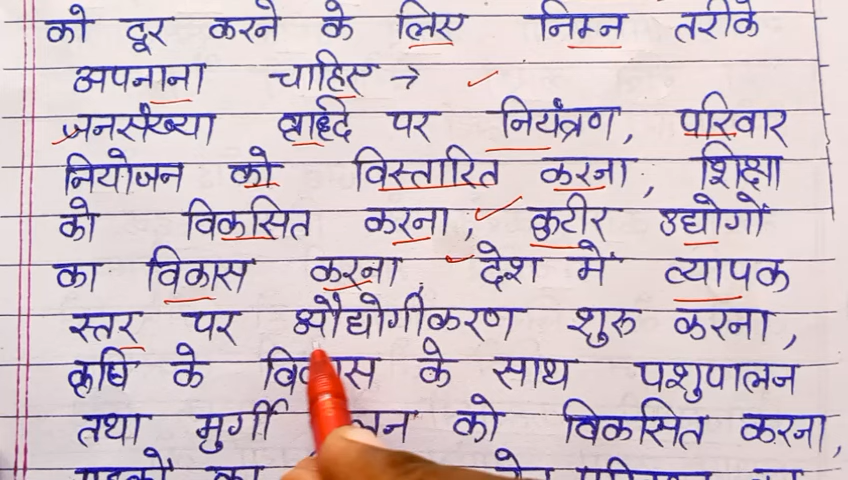 को दूर करने के लिए निम्न तरीके
अपनाना चाहिए →
जनसंख्या वृद्धि पर नियंत्रण, परिवार
नियोजन को विस्तारित करना, शिक्षा
को विकसित करना, कुटीर उद्योगों
का विकास करना, देश में व्यापक
स्तर पर औद्योगीकरण शुरू करना,
कृषि के विकास के साथ पशुपालन
तथा मुर्गी को विकसित करना,
का